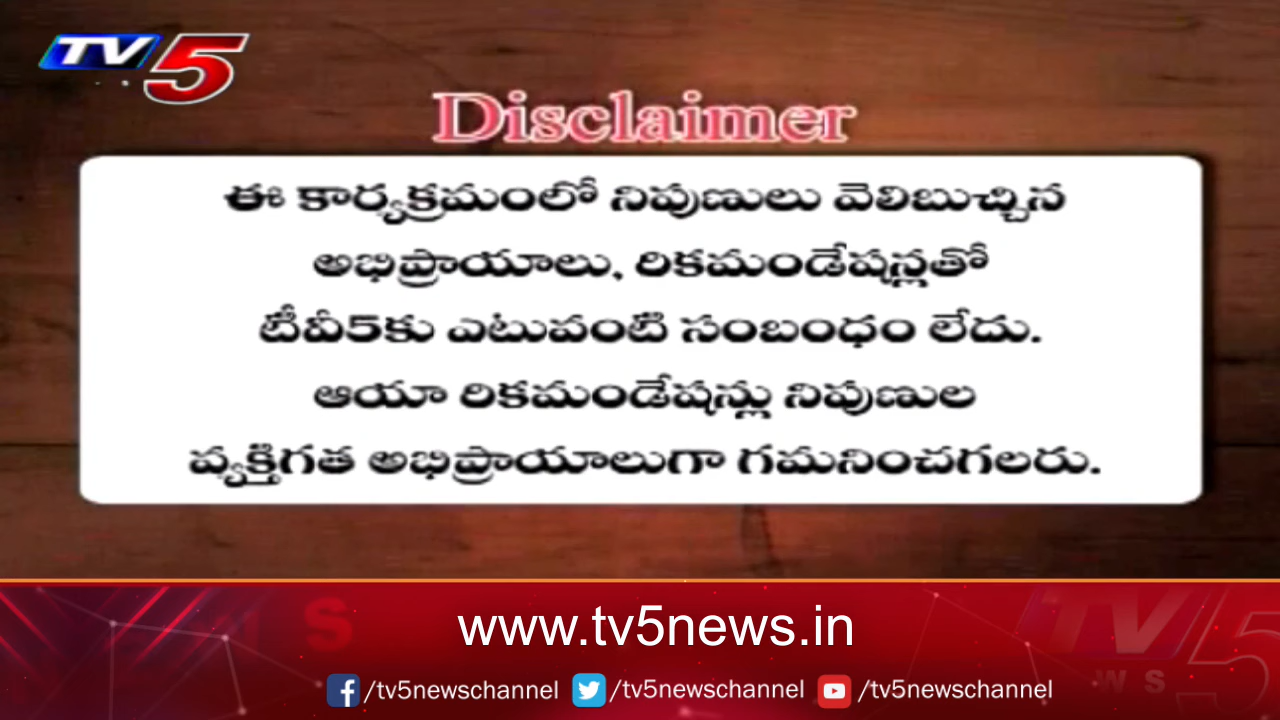 TV5
Disclaimer
ఈ కార్యక్రమంలో నిపుణులు వెలిబుచ్చిన
అభిప్రాయాలు, రికమండేషన్లతో
టీవీ5కు ఎటువంటి సంబంధం లేదు.
ఆయా రికమండేషన్లు నిపుణుల
వ్యక్తిగత అభిప్రాయాలుగా గమనించగలరు.
www.tv5news.in
/tv5newschannel /tv5newschannel /tv5newschannel